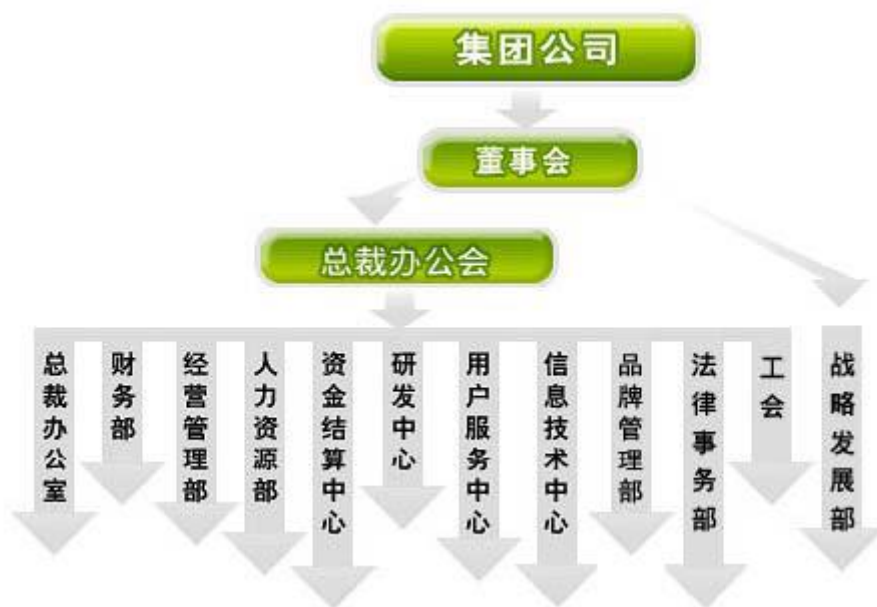 集团公司
董事会
总裁办公会
总裁办公室
财务部
经营管理部
人力资源部
资金结算中心
研发中心
用户服务中心
信息技术中心
品牌管理部
法律事务部
工会
战略发展部